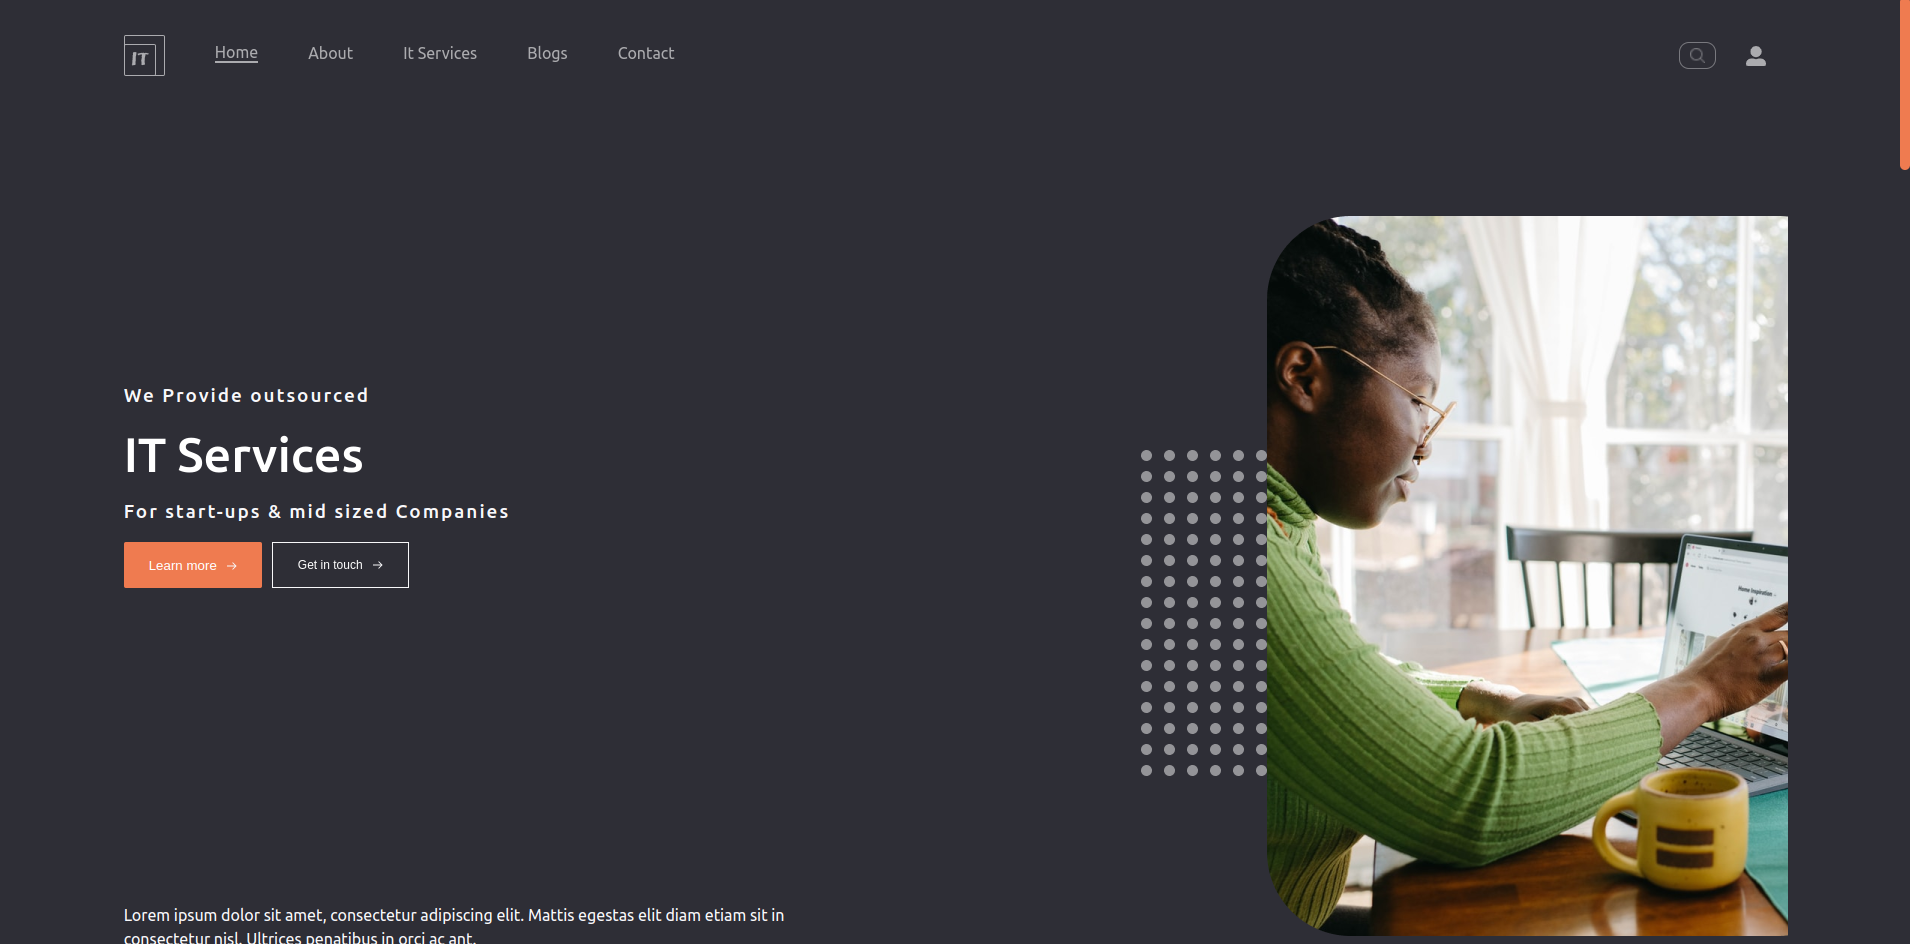 IT
Home
About
It Services
Blogs
Contact
We Provide outsourced
IT Services
For start-ups & mid sized Companies
Learn more →
Get in touch →
Home Inspiration
Lorem ipsum dolor sit amet, consectetur adipiscing elit. Mattis egestas elit diam etiam sit in
consectetur nisl. Ultrices penatibus in orci ac ant.